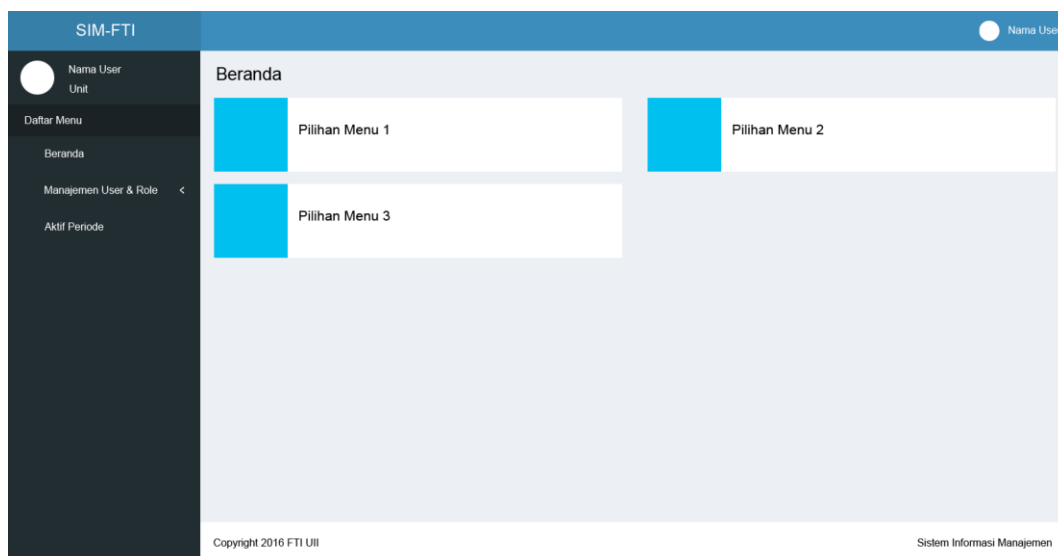 SIM-FTI
Nama Use
Nama User
Unit
Daftar Menu
Beranda
Manajemen User & Role <
Aktif Periode
Beranda
Pilihan Menu 1
Pilihan Menu 2
Pilihan Menu 3
Copyright 2016 FTI UII
Sistem Informasi Manajemen